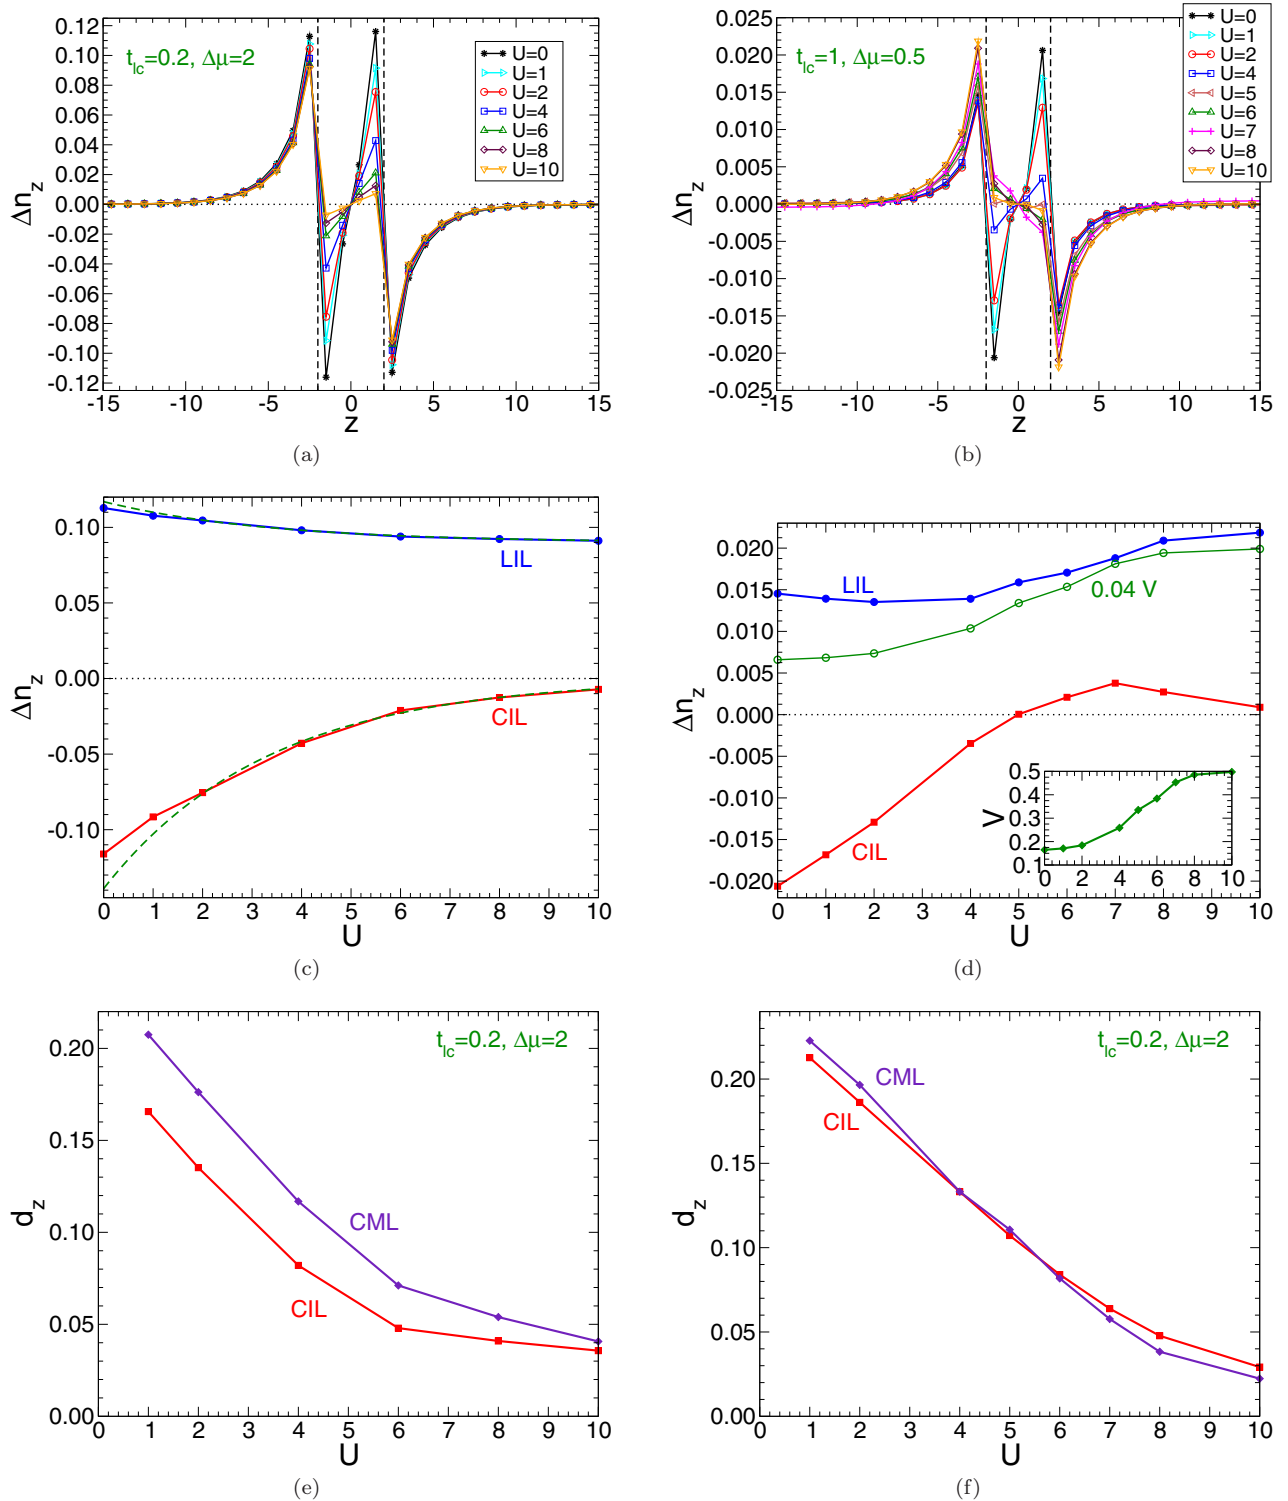 t_lc=0.2, Δμ=2
U=0
U=1
U=2
U=4
U=6
U=8
U=10
0.12
0.10
0.08
0.06
0.04
0.02
0.00
-0.02
-0.04
-0.06
-0.08
-0.10
-0.12
Δn_z
-15 -10 -5 0 5 10 15
z
(a)
t_lc=1, Δμ=0.5
U=0
U=1
U=2
U=4
U=5
U=6
U=7
U=8
U=10
0.025
0.020
0.015
0.010
0.005
0.000
-0.005
-0.010
-0.015
-0.020
-0.025
Δn_z
-15 -10 -5 0 5 10 15
z
(b)
0.10
0.05
0.00
-0.05
-0.10
Δn_z
LIL
CIL
0 1 2 3 4 5 6 7 8 9 10
U
(c)
0.020
0.015
0.010
0.005
0.000
-0.005
-0.010
-0.015
-0.020
Δn_z
LIL
0.04 V
CIL
0.5
0.4
0.3
0.2
0.1
V
0 2 4 6 8 10
0 1 2 3 4 5 6 7 8 9 10
U
(d)
t_lc=0.2, Δμ=2
0.20
0.15
0.10
0.05
0.00
d_z
CML
CIL
0 1 2 3 4 5 6 7 8 9 10
U
(e)
t_lc=0.2, Δμ=2
0.20
0.15
0.10
0.05
0.00
d_z
CML
CIL
0 1 2 3 4 5 6 7 8 9 10
U
(f)